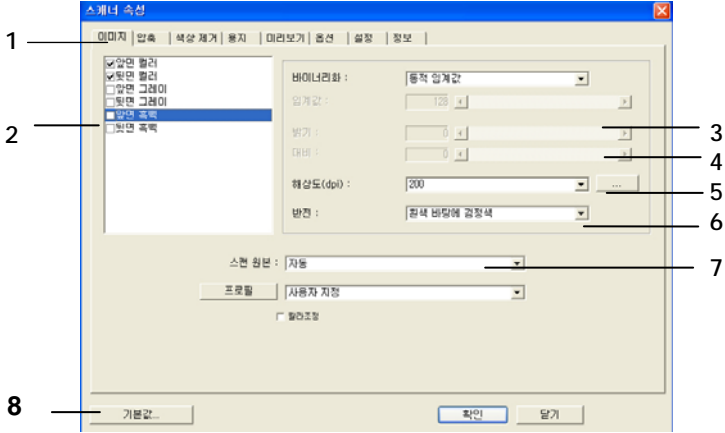 스캐너 속성
이미지 압축 색상 제거 용지 미리보기 옵션 설정 정보
1
앞면 컬러
뒷면 컬러
앞면 그레이
뒷면 그레이
앞면 흑백
뒷면 흑백
2
바이너리화 : 동적 임계값
임계값 : 128
밝기 : 0
3
대비 : 0
4
해상도(dpi) : 200 ...
5
반전 : 흰색 바탕에 검정색
6
스캔 원본 : 자동
7
프로필 사용자 지정
칼라조정
8
기본값... 확인 닫기